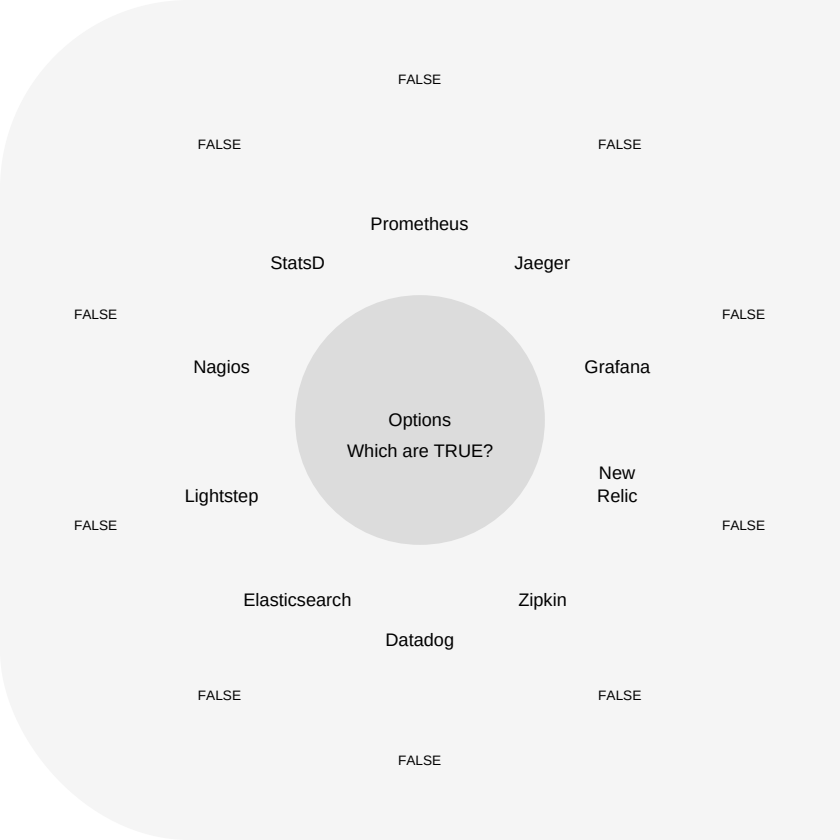 FALSE
FALSE
FALSE
Prometheus
StatsD
Jaeger
FALSE
FALSE
Nagios
Grafana
Options
Which are TRUE?
New
Relic
Lightstep
FALSE
FALSE
Elasticsearch
Zipkin
Datadog
FALSE
FALSE
FALSE